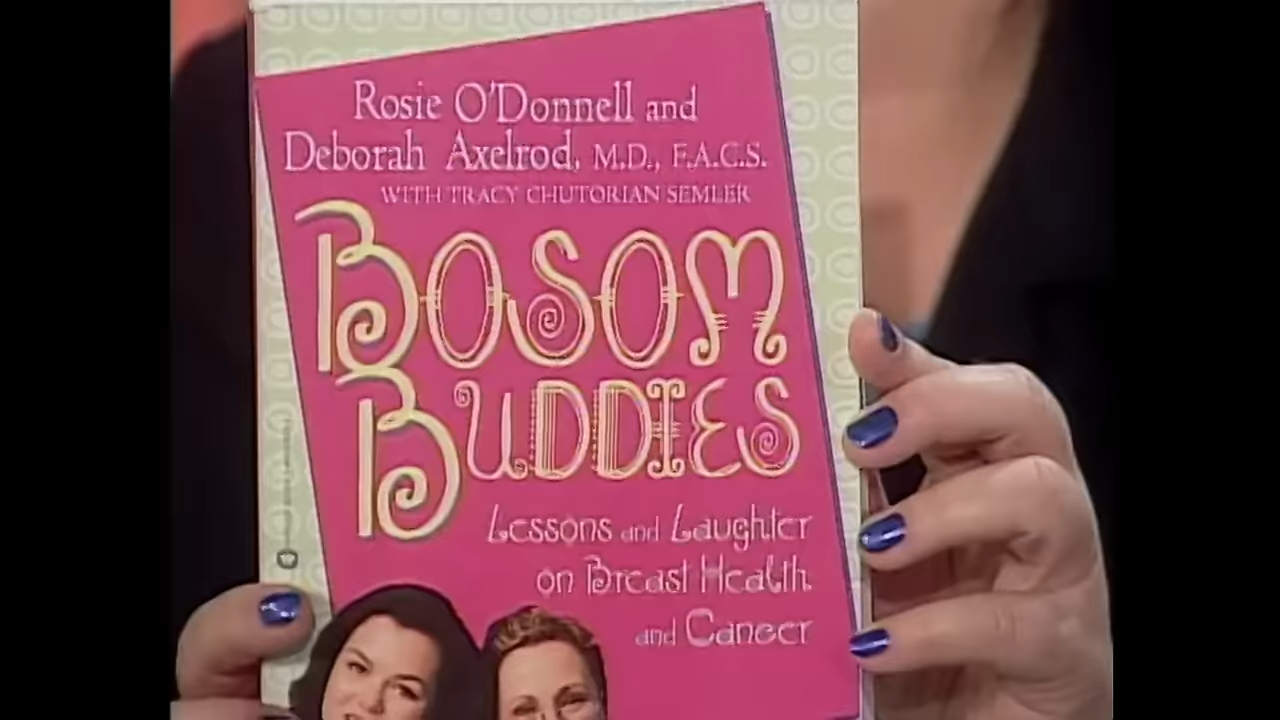 Rosie O'Donnell and
Deborah Axelrod, M.D., F.A.C.S.
WITH TRACY CHUTORIAN SEMLER
BOSOM
BUDDIES
Lessons and Laughter
on Breast Health
and Cancer